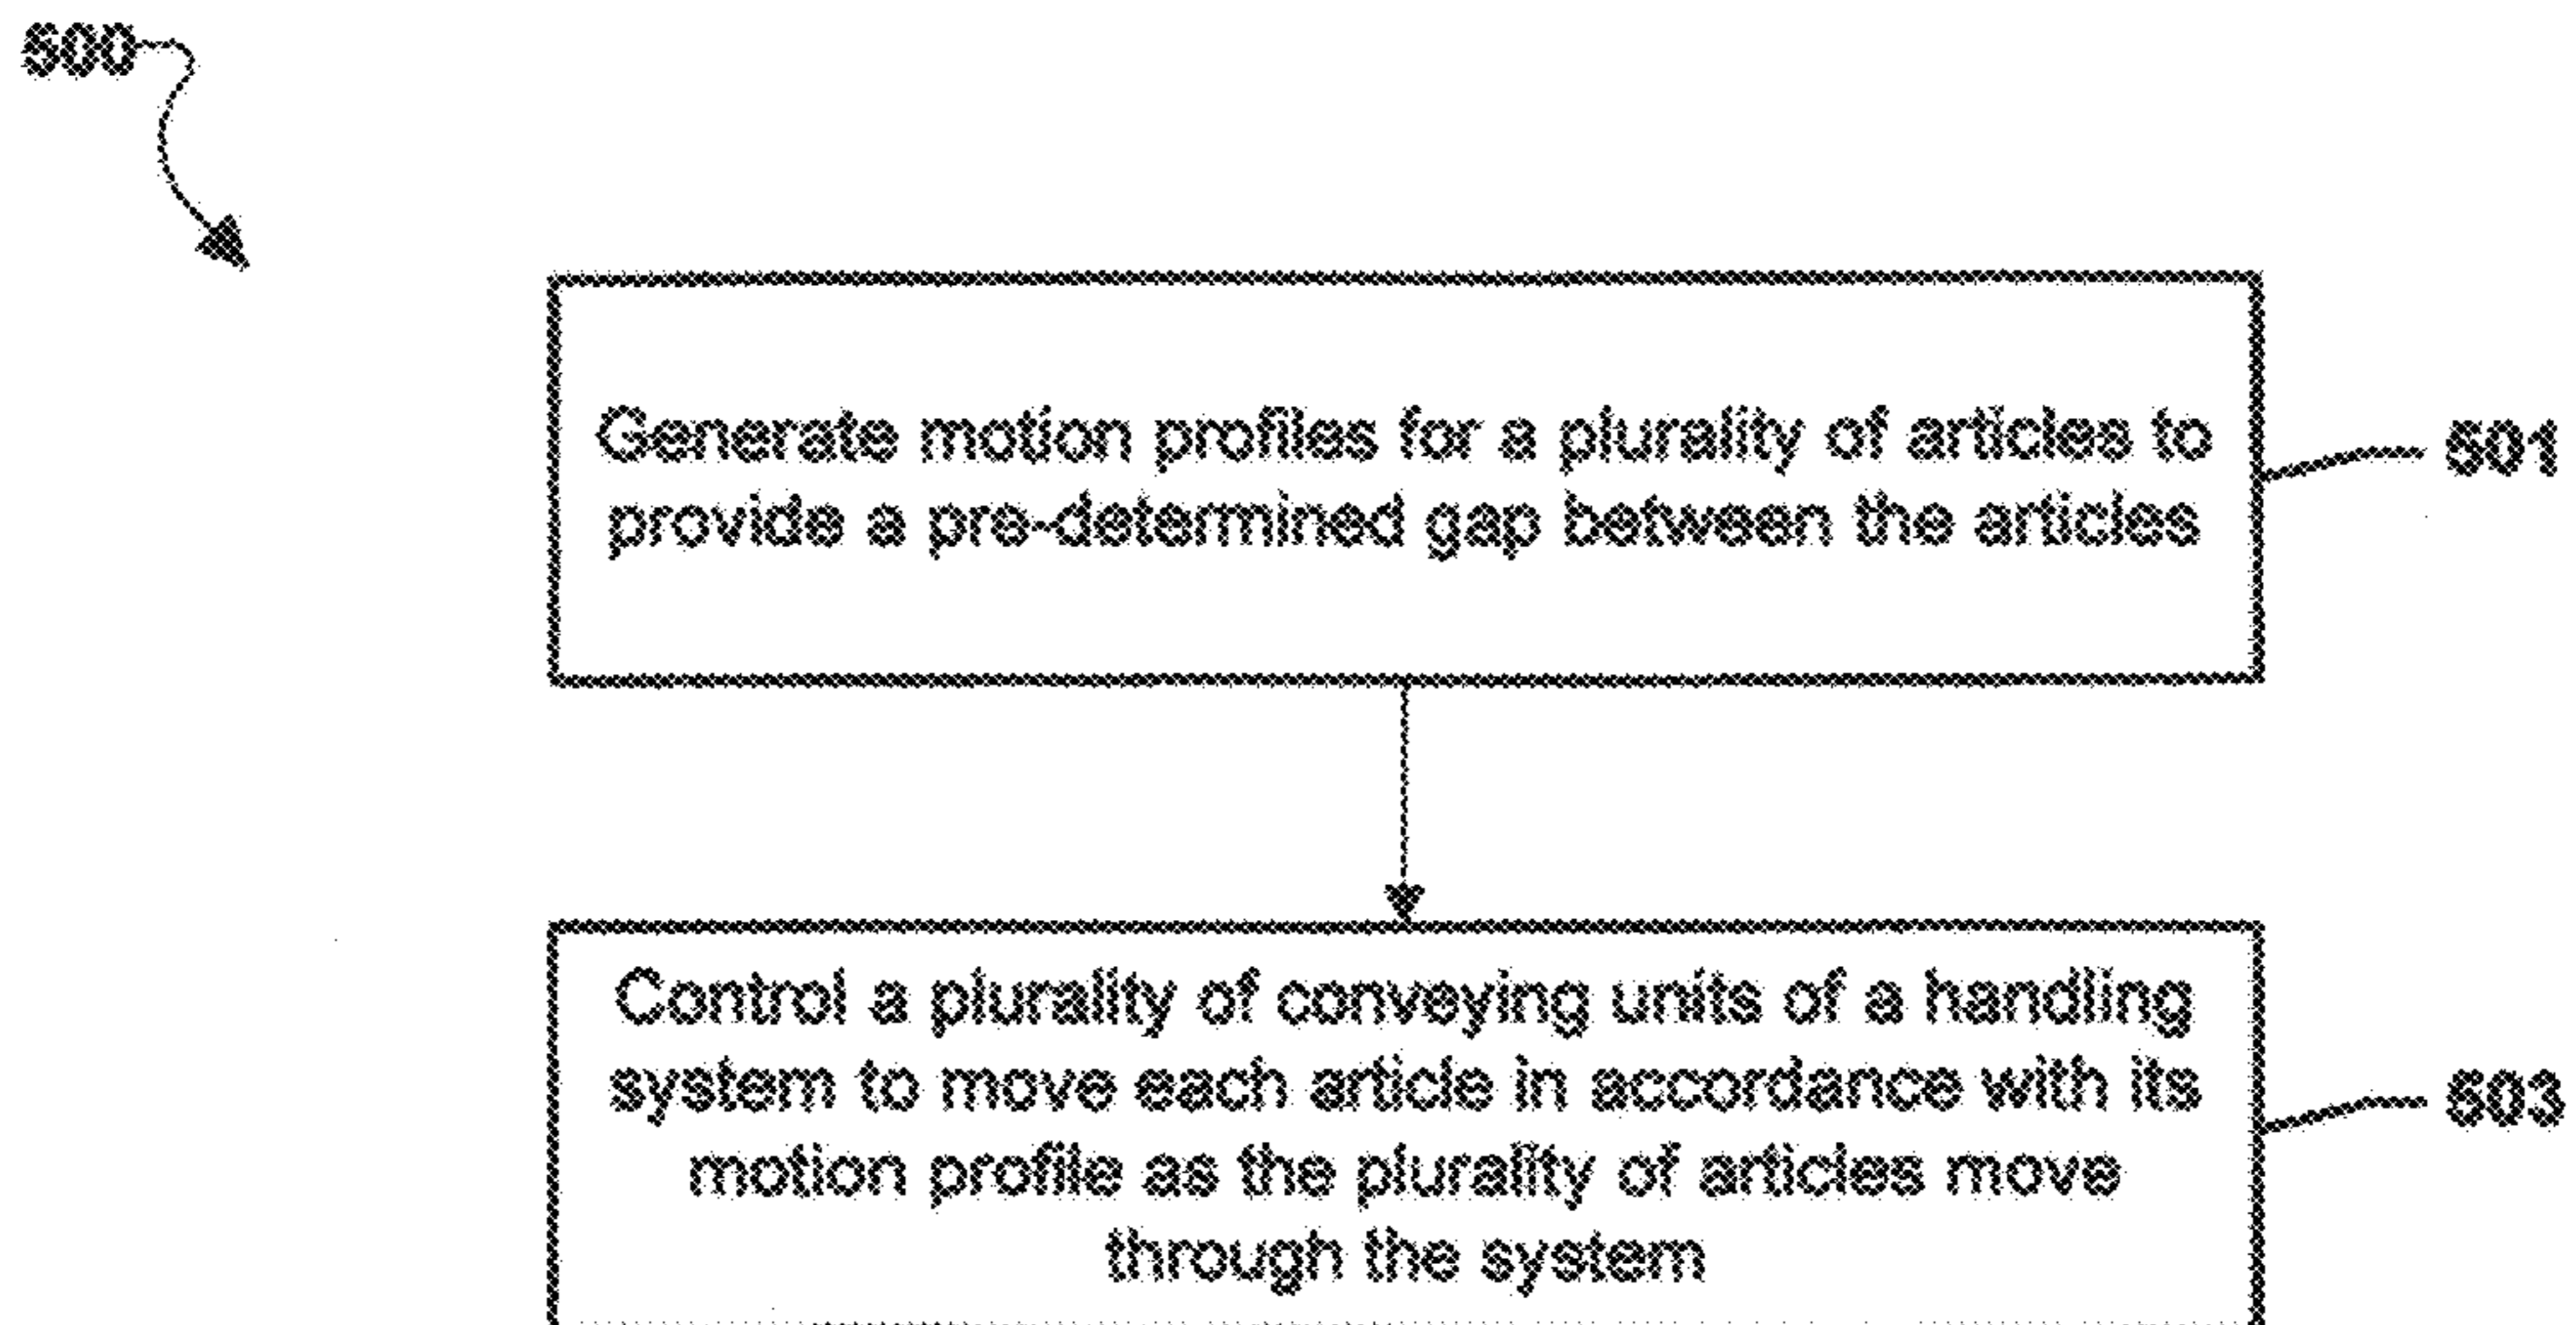 500
Generate motion profiles for a plurality of articles to
provide a pre-determined gap between the articles
501
Control a plurality of conveying units of a handling
system to move each article in accordance with its
motion profile as the plurality of articles move
through the system
503